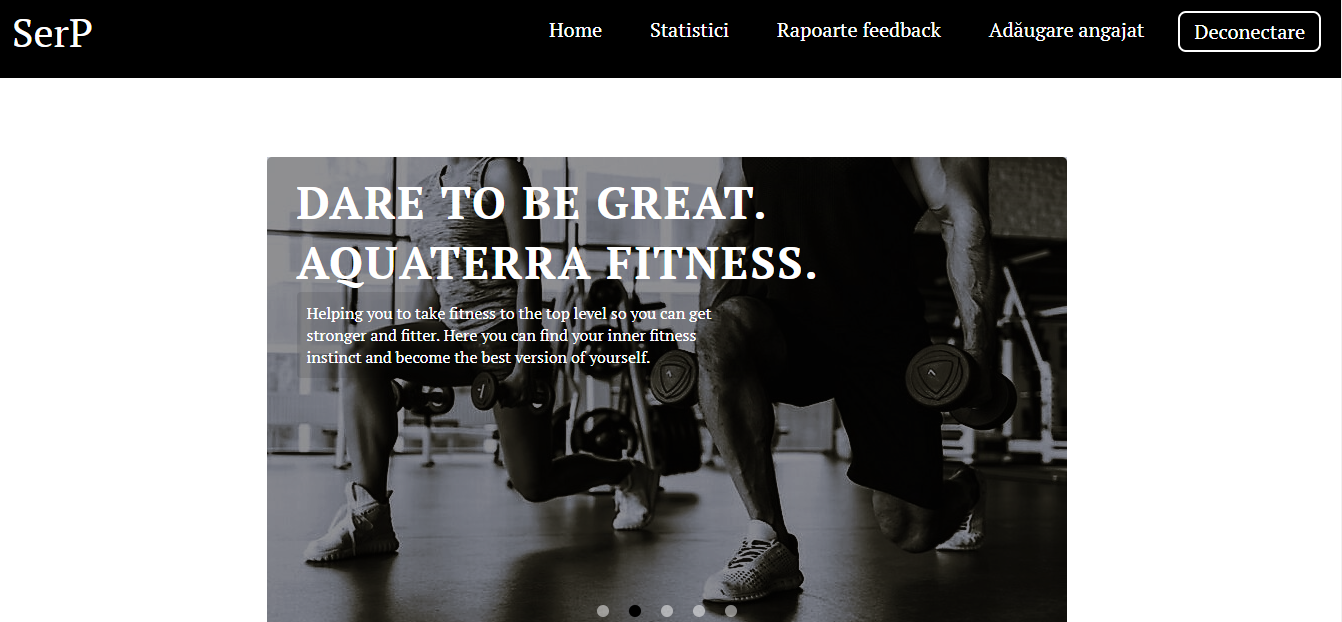 SerP
Home
Statistici
Rapoarte feedback
Adăugare angajat
Deconectare
DARE TO BE GREAT.
AQUATERRA FITNESS.
Helping you to take fitness to the top level so you can get
stronger and fitter. Here you can find your inner fitness
instinct and become the best version of yourself.